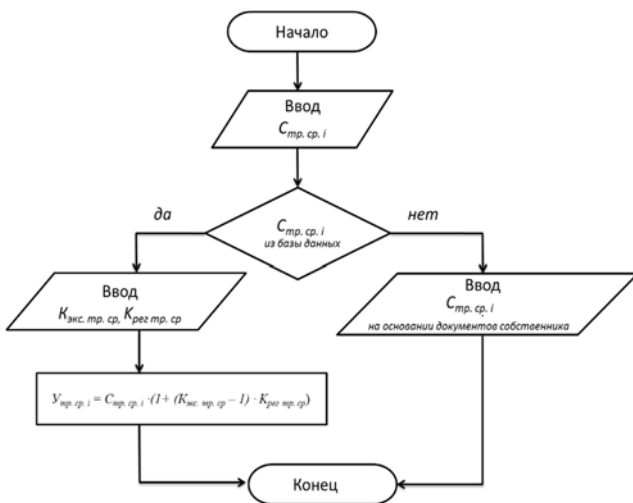 Начало
Ввод
Cтр. ср. i
да
нет
Cтр. ср. i
из базы данных
Ввод
Kэкс. тр. ср, Kрег тр. ср
Ввод
Cтр. ср. i
на основании документов собственника
Утр. ср. i = Cтр. ср. i ·(1+ (Kэкс. тр. ср – 1) · Kрег тр. ср)
Конец